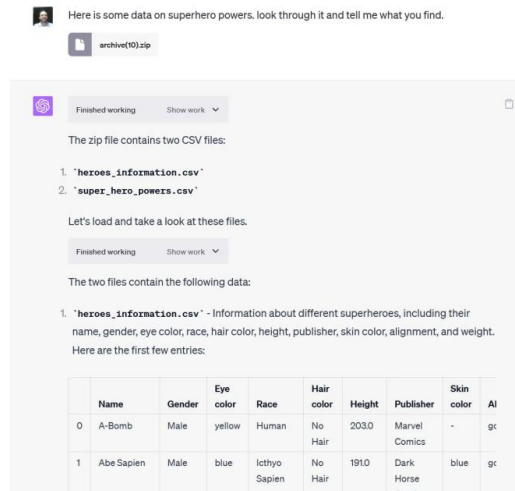 Here is some data on superhero powers. look through it and tell me what you find.
archive(10).zip
Finished working Show work
The zip file contains two CSV files:
1. `heroes_information.csv`
2. `super_hero_powers.csv`
Let's load and take a look at these files.
Finished working Show work
The two files contain the following data:
1. `heroes_information.csv` - Information about different superheroes, including their
name, gender, eye color, race, hair color, height, publisher, skin color, alignment, and weight.
Here are the first few entries:
Eye Hair Skin
Name Gender color Race color Height Publisher color Al
0 A-Bomb Male yellow Human No 203.0 Marvel - go
Hair Comics
1 Abe Sapien Male blue Icthyo No 191.0 Dark blue go
Sapien Hair Horse